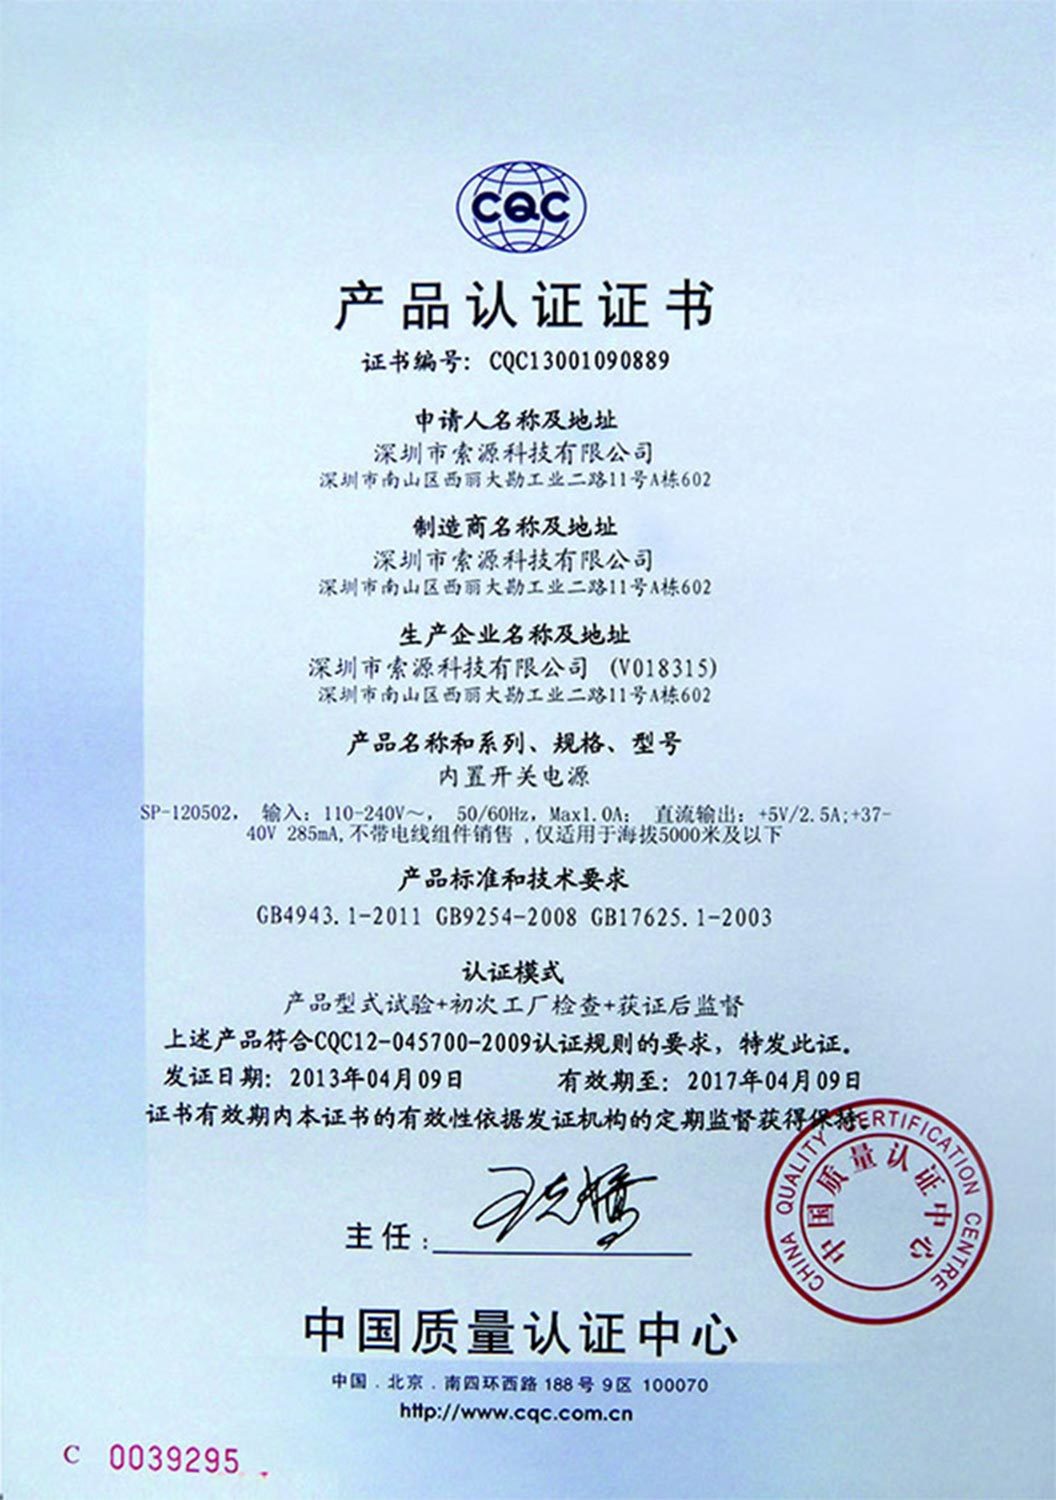 CQC
产品认证证书
证书编号: CQC13001090889
申请人名称及地址
深圳市索源科技有限公司
深圳市南山区西丽大勘工业二路11号A栋602
制造商名称及地址
深圳市索源科技有限公司
深圳市南山区西丽大勘工业二路11号A栋602
生产企业名称及地址
深圳市索源科技有限公司 (V018315)
深圳市南山区西丽大勘工业二路11号A栋602
产品名称和系列、规格、型号
内置开关电源
SP-120502, 输入: 110-240V~, 50/60Hz, Max1.0A; 直流输出: +5V/2.5A;+37-
40V 285mA,不带电线组件销售 ,仅适用于海拔5000米及以下
产品标准和技术要求
GB4943.1-2011 GB9254-2008 GB17625.1-2003
认证模式
产品型式试验+初次工厂检查+获证后监督
上述产品符合CQC12-045700-2009认证规则的要求，特发此证。
发证日期: 2013年04月09日 有效期至: 2017年04月09日
证书有效期内本证书的有效性依据发证机构的定期监督获得保持。
CHINA QUALITY CERTIFICATION CENTRE
中国质量认证中心
主任:
中国质量认证中心
中国．北京．南四环西路188号9区 100070
http://www.cqc.com.cn
C 0039295